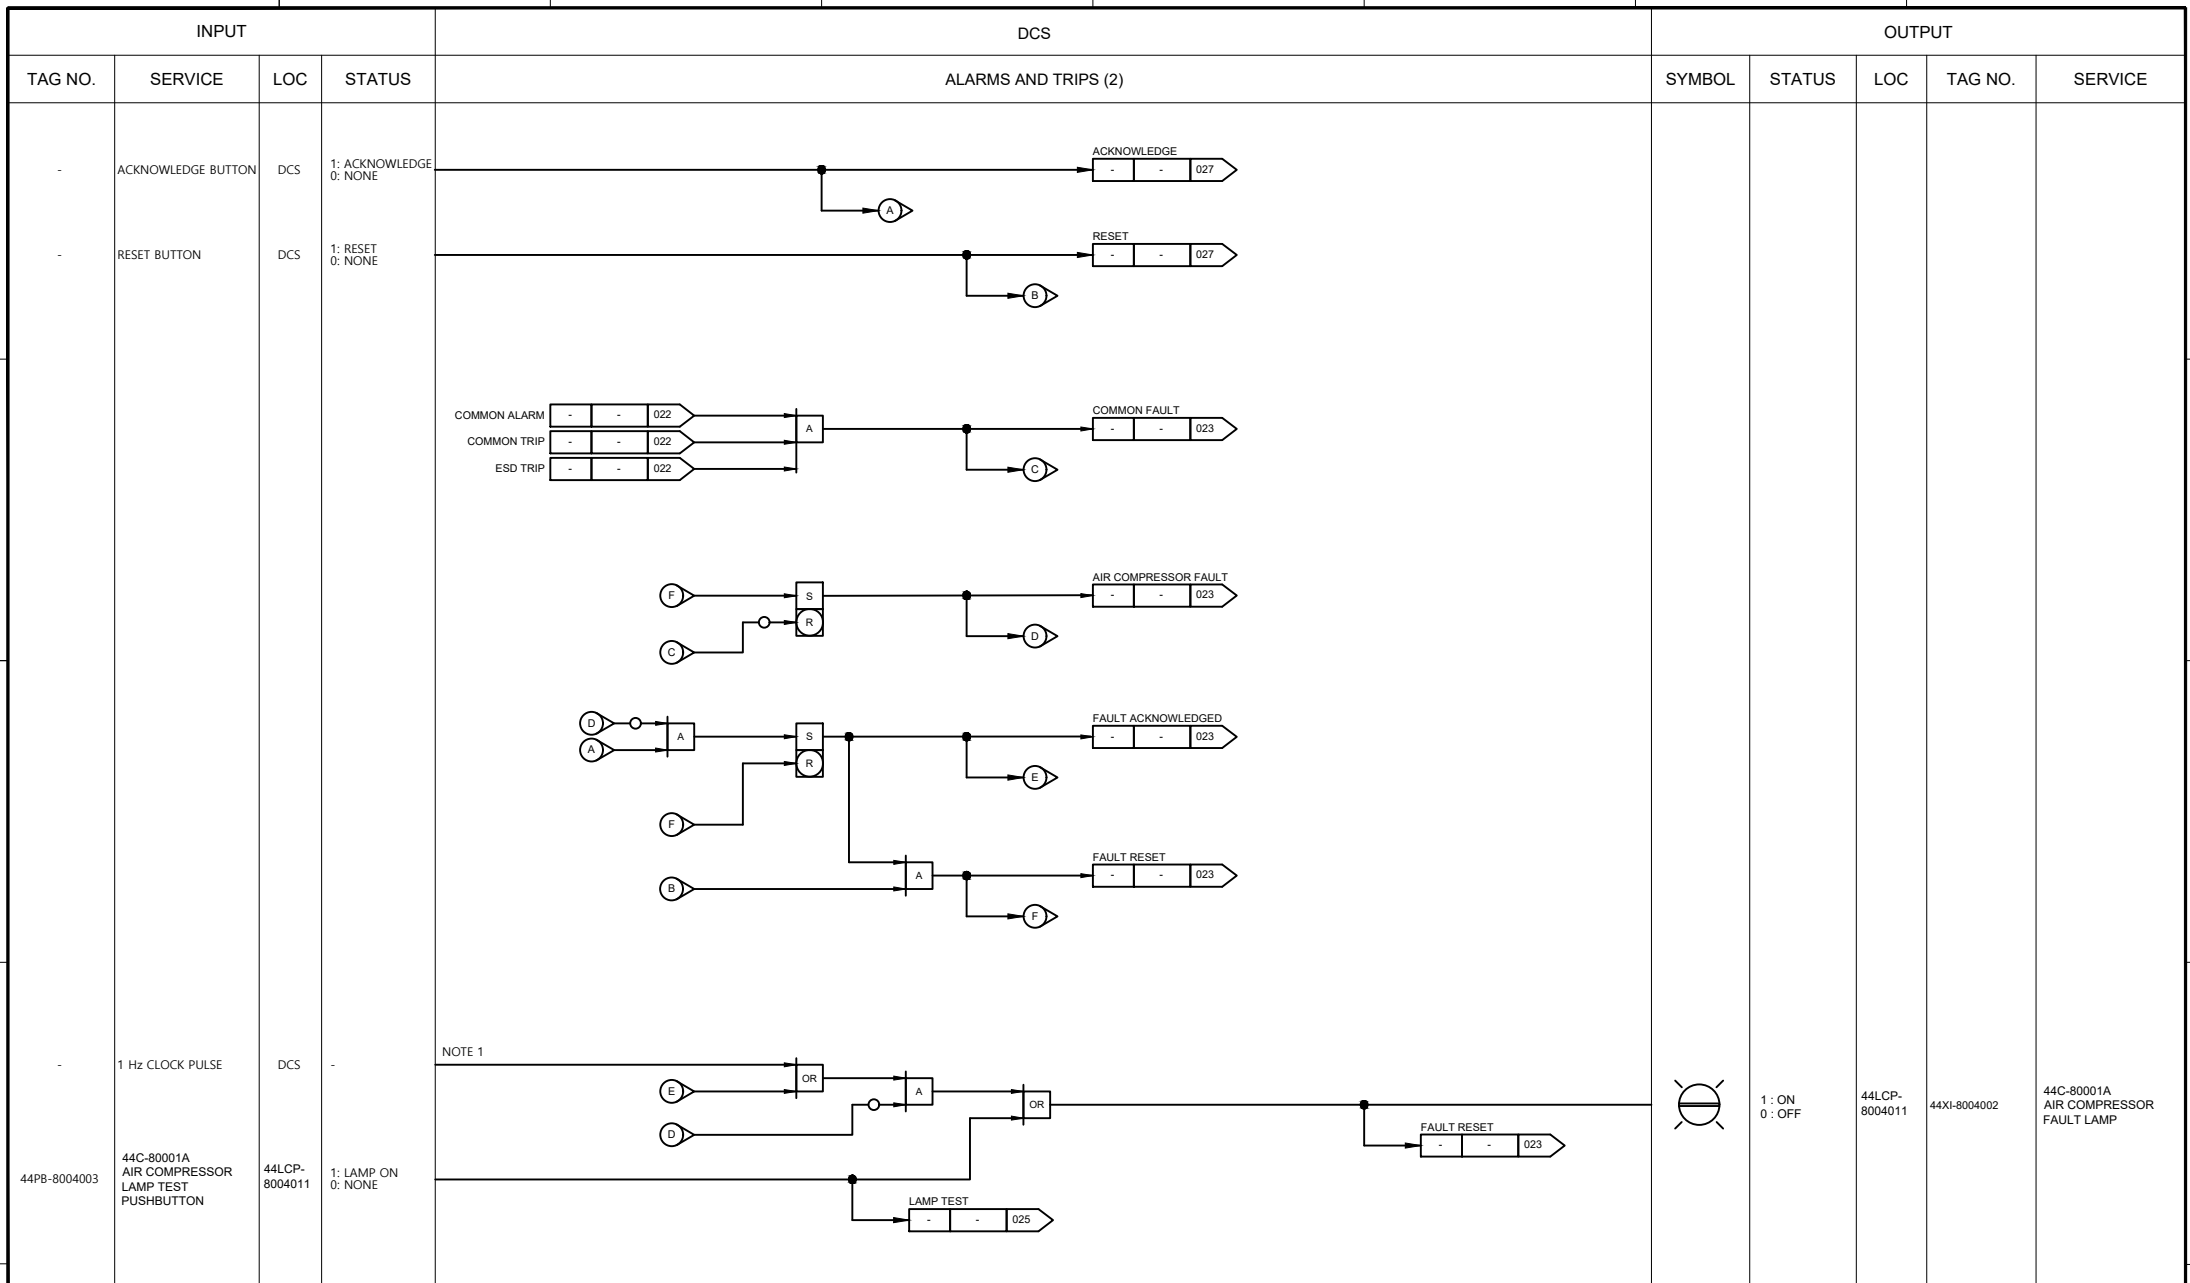 INPUT
DCS
OUTPUT
TAG NO.
SERVICE
LOC
STATUS
ALARMS AND TRIPS (2)
SYMBOL
STATUS
LOC
TAG NO.
SERVICE
-
ACKNOWLEDGE BUTTON
DCS
1: ACKNOWLEDGE
0: NONE
ACKNOWLEDGE
- - 027
A
-
RESET BUTTON
DCS
1: RESET
0: NONE
RESET
- - 027
B
COMMON ALARM - - 022
COMMON TRIP - - 022
ESD TRIP - - 022
A
COMMON FAULT
- - 023
C
F
C
S
R
AIR COMPRESSOR FAULT
- - 023
D
D
A
A
F
S
R
FAULT ACKNOWLEDGED
- - 023
E
B
A
FAULT RESET
- - 023
F
-
1 Hz CLOCK PULSE
DCS
-
NOTE 1
E
OR
D
A
OR
FAULT RESET
- - 023
1 : ON
0 : OFF
44LCP-
8004011
44XI-8004002
44C-80001A
AIR COMPRESSOR
FAULT LAMP
44PB-8004003
44C-80001A
AIR COMPRESSOR
LAMP TEST
PUSHBUTTON
44LCP-
8004011
1: LAMP ON
0: NONE
LAMP TEST
- - 025